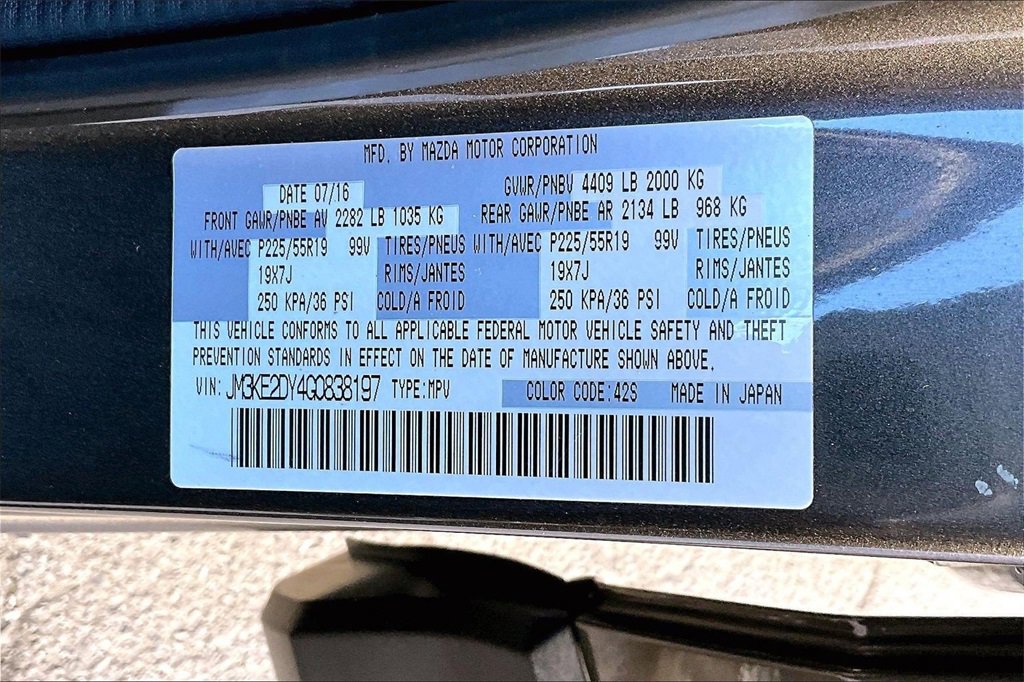 MFD. BY MAZDA MOTOR CORPORATION
DATE 07/16 GVWR/PNBV 4409 LB 2000 KG
FRONT GAWR/PNBE AV 2282 LB 1035 KG REAR GAWR/PNBE AR 2134 LB 968 KG
WITH/AVEC P225/55R19 99V TIRES/PNEUS WITH/AVEC P225/55R19 99V TIRES/PNEUS
19X7J RIMS/JANTES 19X7J RIMS/JANTES
250 KPA/36 PSI COLD/A FROID 250 KPA/36 PSI COLD/A FROID
THIS VEHICLE CONFORMS TO ALL APPLICABLE FEDERAL MOTOR VEHICLE SAFETY AND THEFT
PREVENTION STANDARDS IN EFFECT ON THE DATE OF MANUFACTURE SHOWN ABOVE.
VIN: JM3KE2DY4G0838197 TYPE:MPV COLOR CODE:42S MADE IN JAPAN